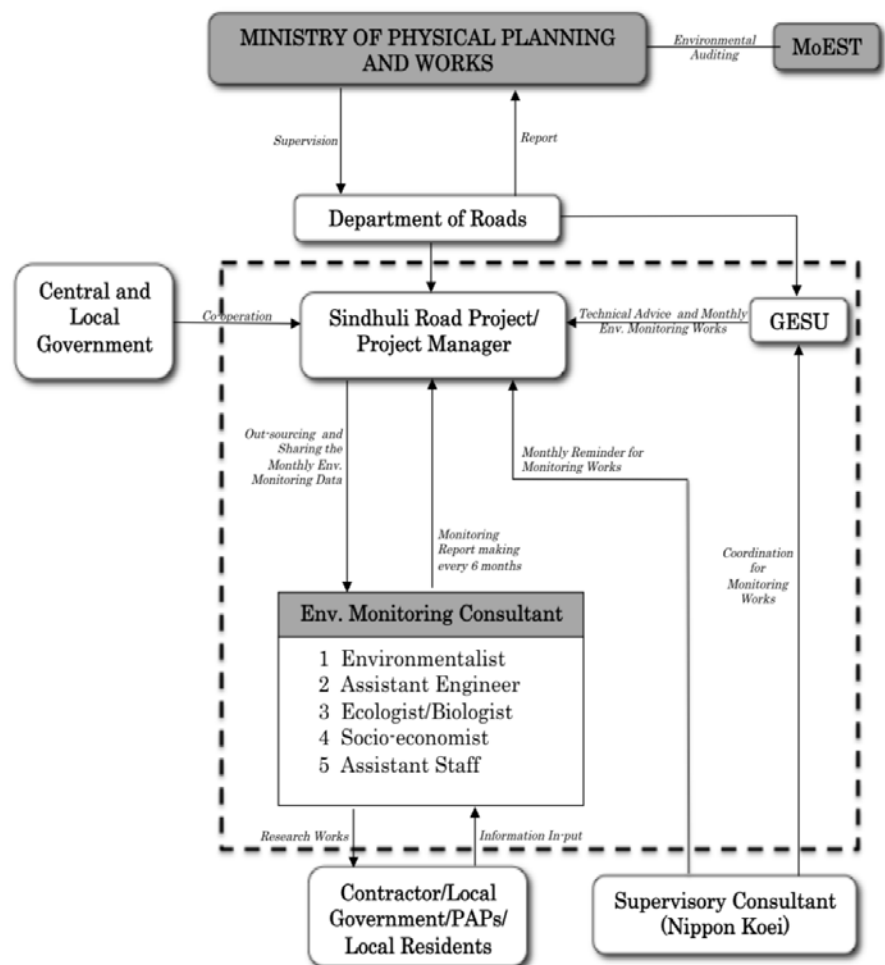 MINISTRY OF PHYSICAL PLANNING
AND WORKS
Environmental
Auditing
MoEST
Supervision
Report
Department of Roads
Central and
Local
Government
Co-operation
Sindhuli Road Project/
Project Manager
Technical Advice and Monthly
Env. Monitoring Works
GESU
Out-sourcing and
Sharing the
Monthly Env.
Monitoring Data
Monthly Reminder for
Monitoring Works
Monitoring
Report making
every 6 months
Coordination
for
Monitoring
Works
Env. Monitoring Consultant
1 Environmentalist
2 Assistant Engineer
3 Ecologist/Biologist
4 Socio-economist
5 Assistant Staff
Research Works
Information In-put
Contractor/Local
Government/PAPs/
Local Residents
Supervisory Consultant
(Nippon Koei)